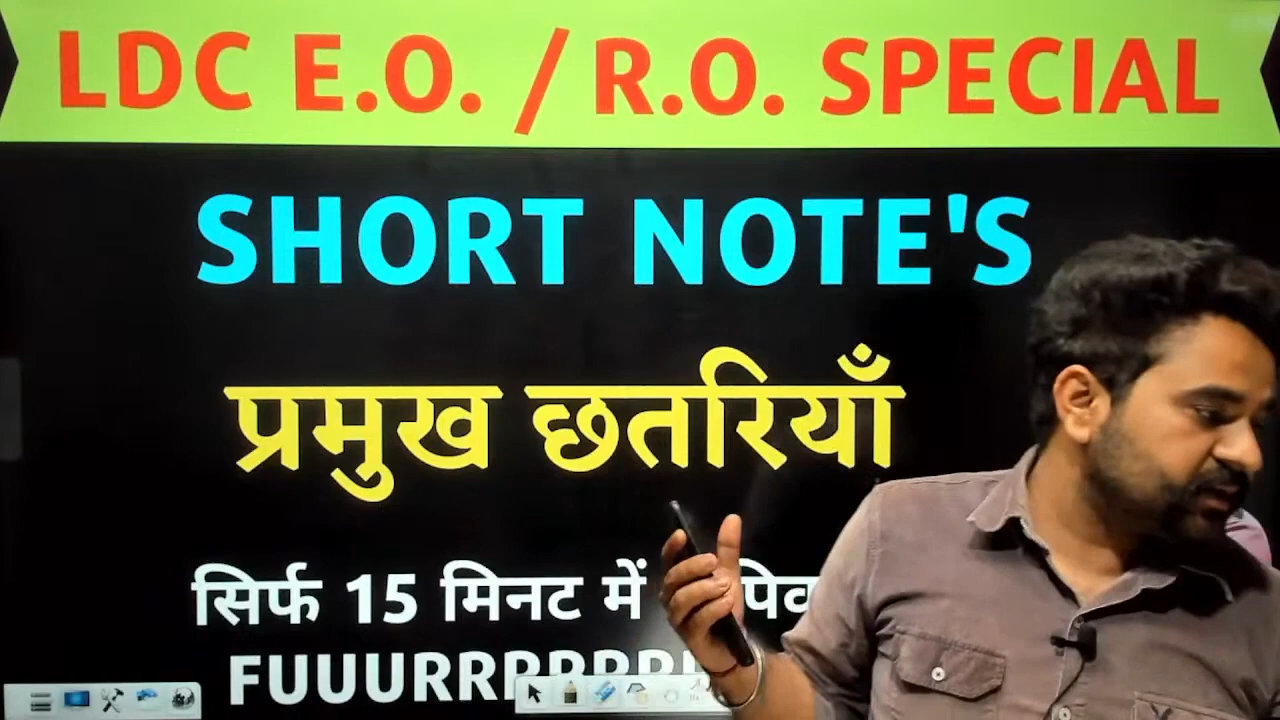 LDC E.O. / R.O. SPECIAL
SHORT NOTE'S
प्रमुख छतरियाँ
सिर्फ 15 मिनट में